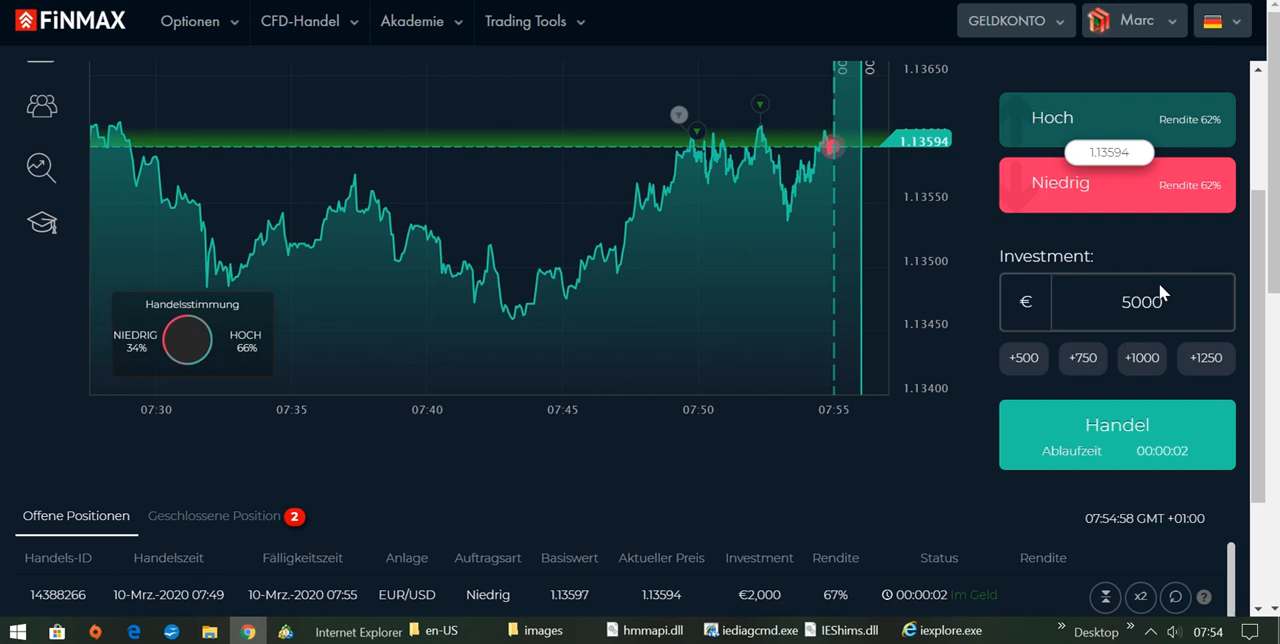 FiNMAX
Optionen
CFD-Handel
Akademie
Trading Tools
GELDKONTO
Marc
1.13650
1.13594
1.13550
1.13500
1.13450
1.13400
Handelsstimmung
NIEDRIG
34%
HOCH
66%
07:30
07:35
07:40
07:45
07:50
07:55
Hoch
Rendite 62%
1.13594
Niedrig
Rendite 62%
Investment:
€
5000
+500
+750
+1000
+1250
Handel
Ablaufzeit 00:00:02
Offene Positionen
Geschlossene Position 2
07:54:58 GMT +01:00
Handels-ID Handelszeit Fälligkeitszeit Anlage Auftragsart Basiswert Aktueller Preis Investment Rendite Status Rendite
14388266 10-Mrz.-2020 07:49 10-Mrz.-2020 07:55 EUR/USD Niedrig 1.13597 1.13594 €2,000 67% 00:00:02 Im Geld x2 ?
Internet Explorer
en-US
images
hmmapi.dll
iediagcmd.exe
IEShims.dll
iexplore.exe
Desktop
07:54